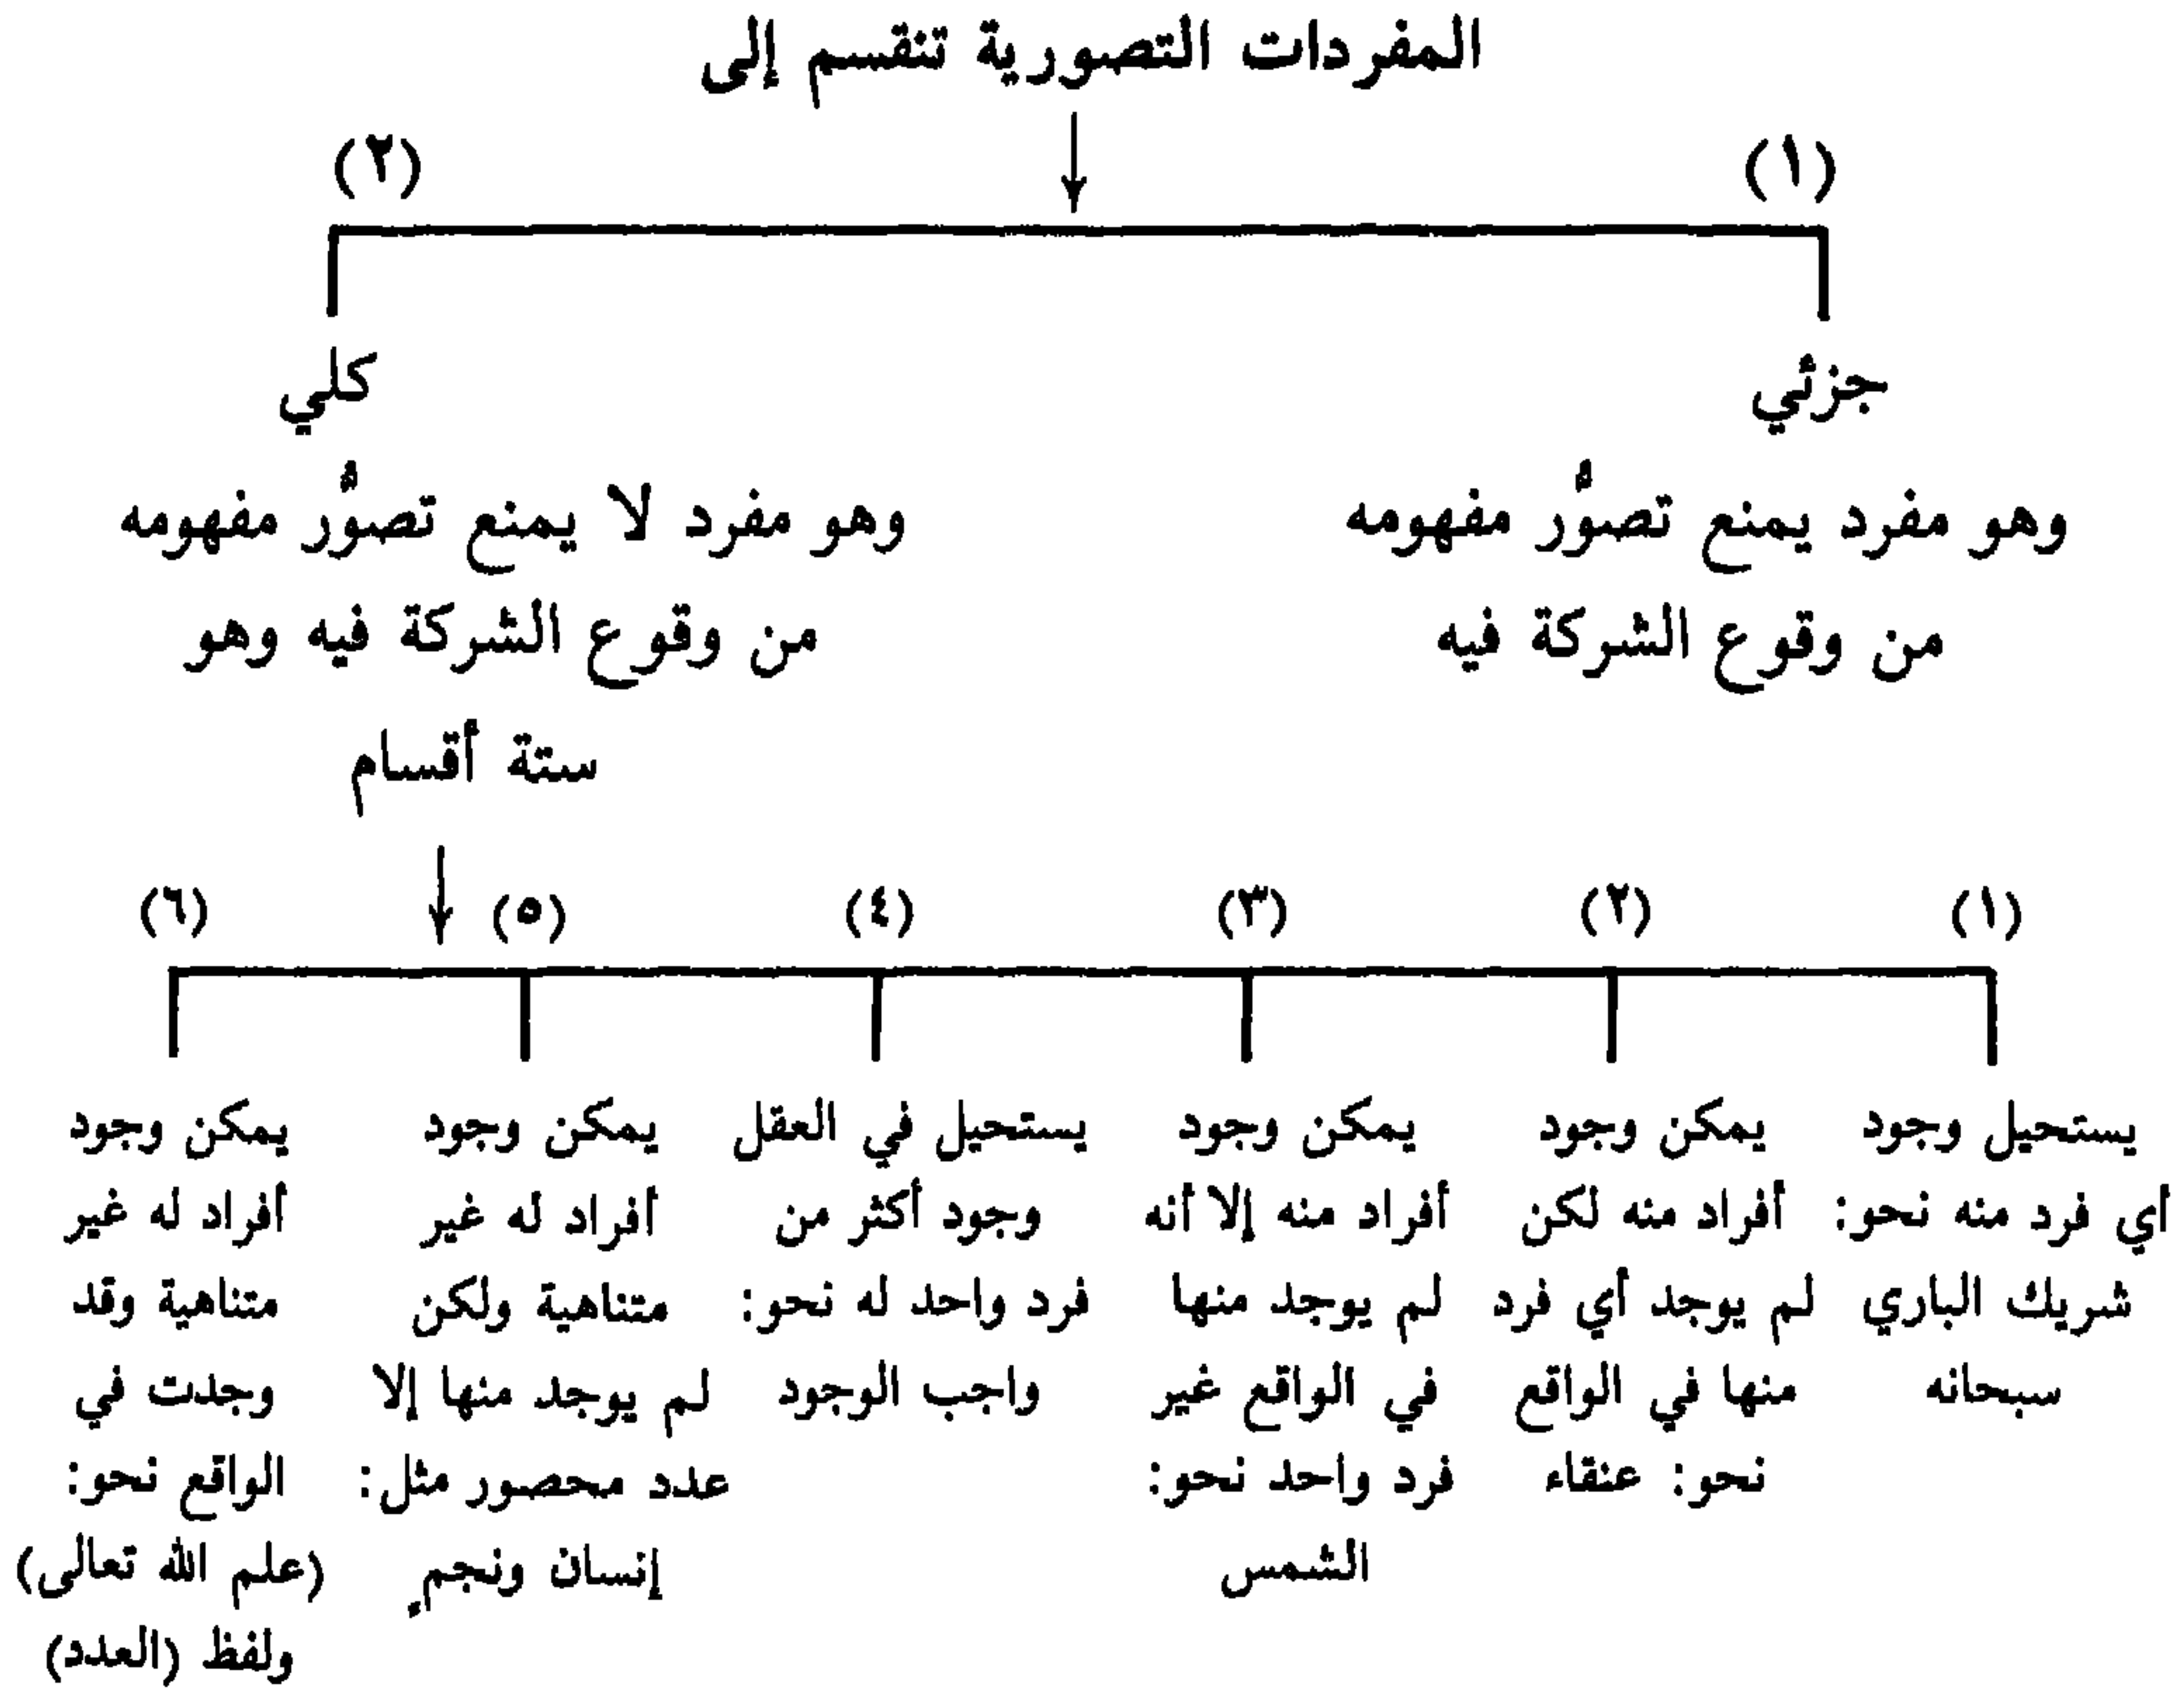 المفردات التصورية تنقسم إلى
(١)
(٢)
جزئي
وهو مفرد يمنع تصوُّر مفهومه
من وقوع الشركة فيه
كلي
وهو مفرد لا يمنع تصوُّر مفهومه
من وقوع الشركة فيه وهو
ستة أقسام
(١)
يستحيل وجود
أي فرد منه نحو:
شريك الباري
سبحانه
(٢)
يمكن وجود
أفراد منه لكن
لم يوجد أي فرد
منها في الواقع
نحو: عنقاء
(٣)
يمكن وجود
أفراد منه إلا أنه
لم يوجد منها
في الواقع غير
فرد واحد نحو:
الشمس
(٤)
يستحيل في العقل
وجود أكثر من
فرد واحد له نحو:
واجب الوجود
(٥)
يمكن وجود
أفراد له غير
متناهية ولكن
لم يوجد منها إلا
عدد محصور مثل:
إنسان ونجمٍ
(٦)
يمكن وجود
أفراد له غير
متناهية وقد
وجدت في
الواقع نحو:
(علم الله تعالى)
ولفظ (العدد)